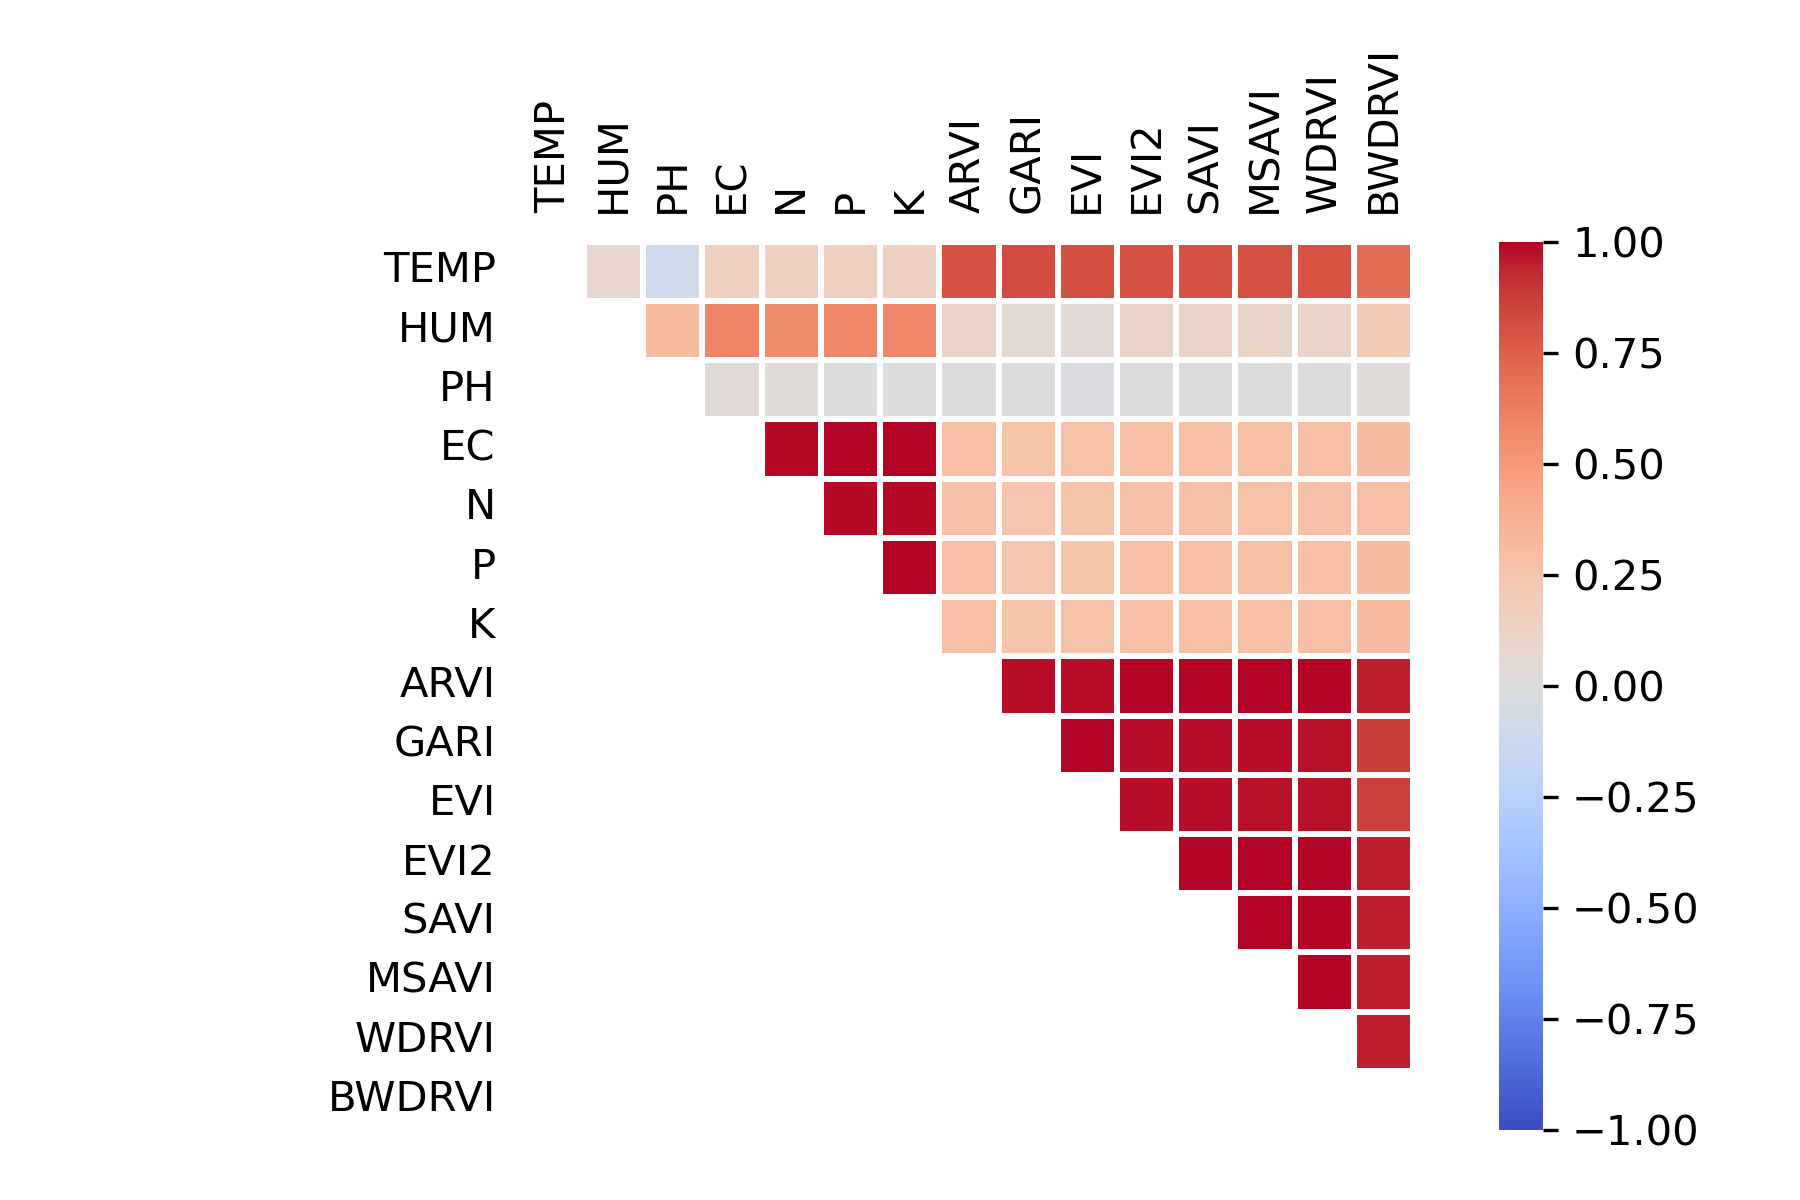 TEMP HUM PH EC N P K ARVI GARI EVI EVI2 SAVI MSAVI WDRVI BWDRVI
TEMP
HUM
PH
EC
N
P
K
ARVI
GARI
EVI
EVI2
SAVI
MSAVI
WDRVI
BWDRVI
1.00
0.75
0.50
0.25
0.00
−0.25
−0.50
−0.75
−1.00